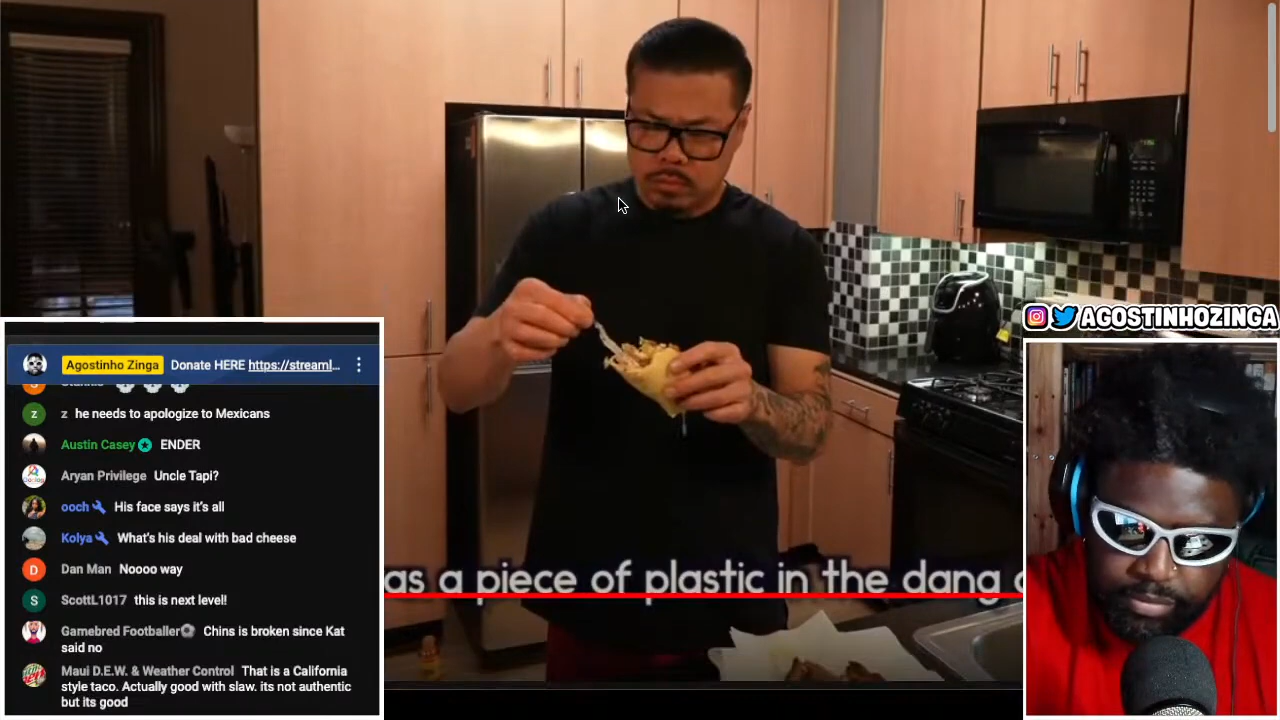 AGOSTINHOZINGA
Agostinho Zinga Donate HERE https://streaml...
z he needs to apologize to Mexicans
Austin Casey ENDER
Aryan Privilege Uncle Tapi?
ooch His face says it's all
Kolya What's his deal with bad cheese
Dan Man Noooo way
ScottL1017 this is next level!
Gamebred Footballer Chins is broken since Kat
said no
Maui D.E.W. & Weather Control That is a California
style taco. Actually good with slaw. its not authentic
but its good
as a piece of plastic in the dang